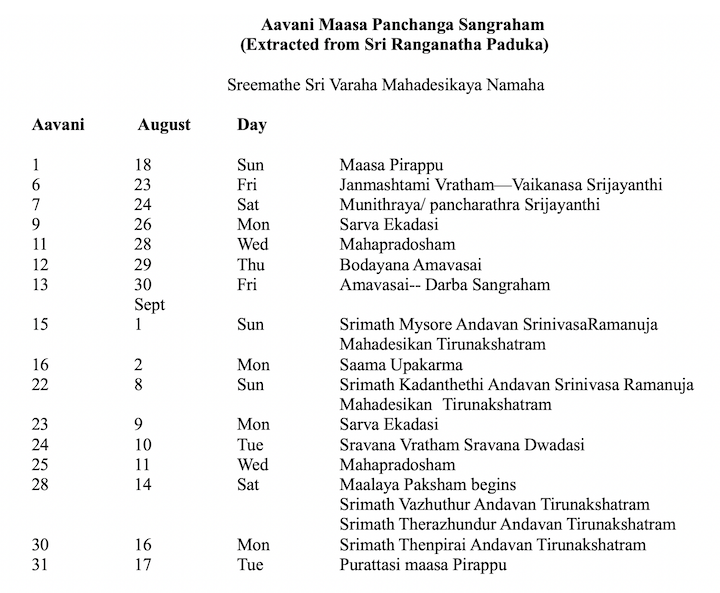 Aavani Maasa Panchanga Sangraham
(Extracted from Sri Ranganatha Paduka)
Sreemathe Sri Varaha Mahadesikaya Namaha
Aavani August Day
1 18 Sun Maasa Pirappu
6 23 Fri Janmashtami Vratham—Vaikanasa Srijayanthi
7 24 Sat Munithraya/ pancharathra Srijayanthi
9 26 Mon Sarva Ekadasi
11 28 Wed Mahapradosham
12 29 Thu Bodayana Amavasai
13 30 Fri Amavasai-- Darba Sangraham
Sept
15 1 Sun Srimath Mysore Andavan SrinivasaRamanuja
Mahadesikan Tirunakshatram
16 2 Mon Saama Upakarma
22 8 Sun Srimath Kadanthethi Andavan Srinivasa Ramanuja
Mahadesikan Tirunakshatram
23 9 Mon Sarva Ekadasi
24 10 Tue Sravana Vratham Sravana Dwadasi
25 11 Wed Mahapradosham
28 14 Sat Maalaya Paksham begins
Srimath Vazhuthur Andavan Tirunakshatram
Srimath Therazhundur Andavan Tirunakshatram
30 16 Mon Srimath Thenpirai Andavan Tirunakshatram
31 17 Tue Purattasi maasa Pirappu